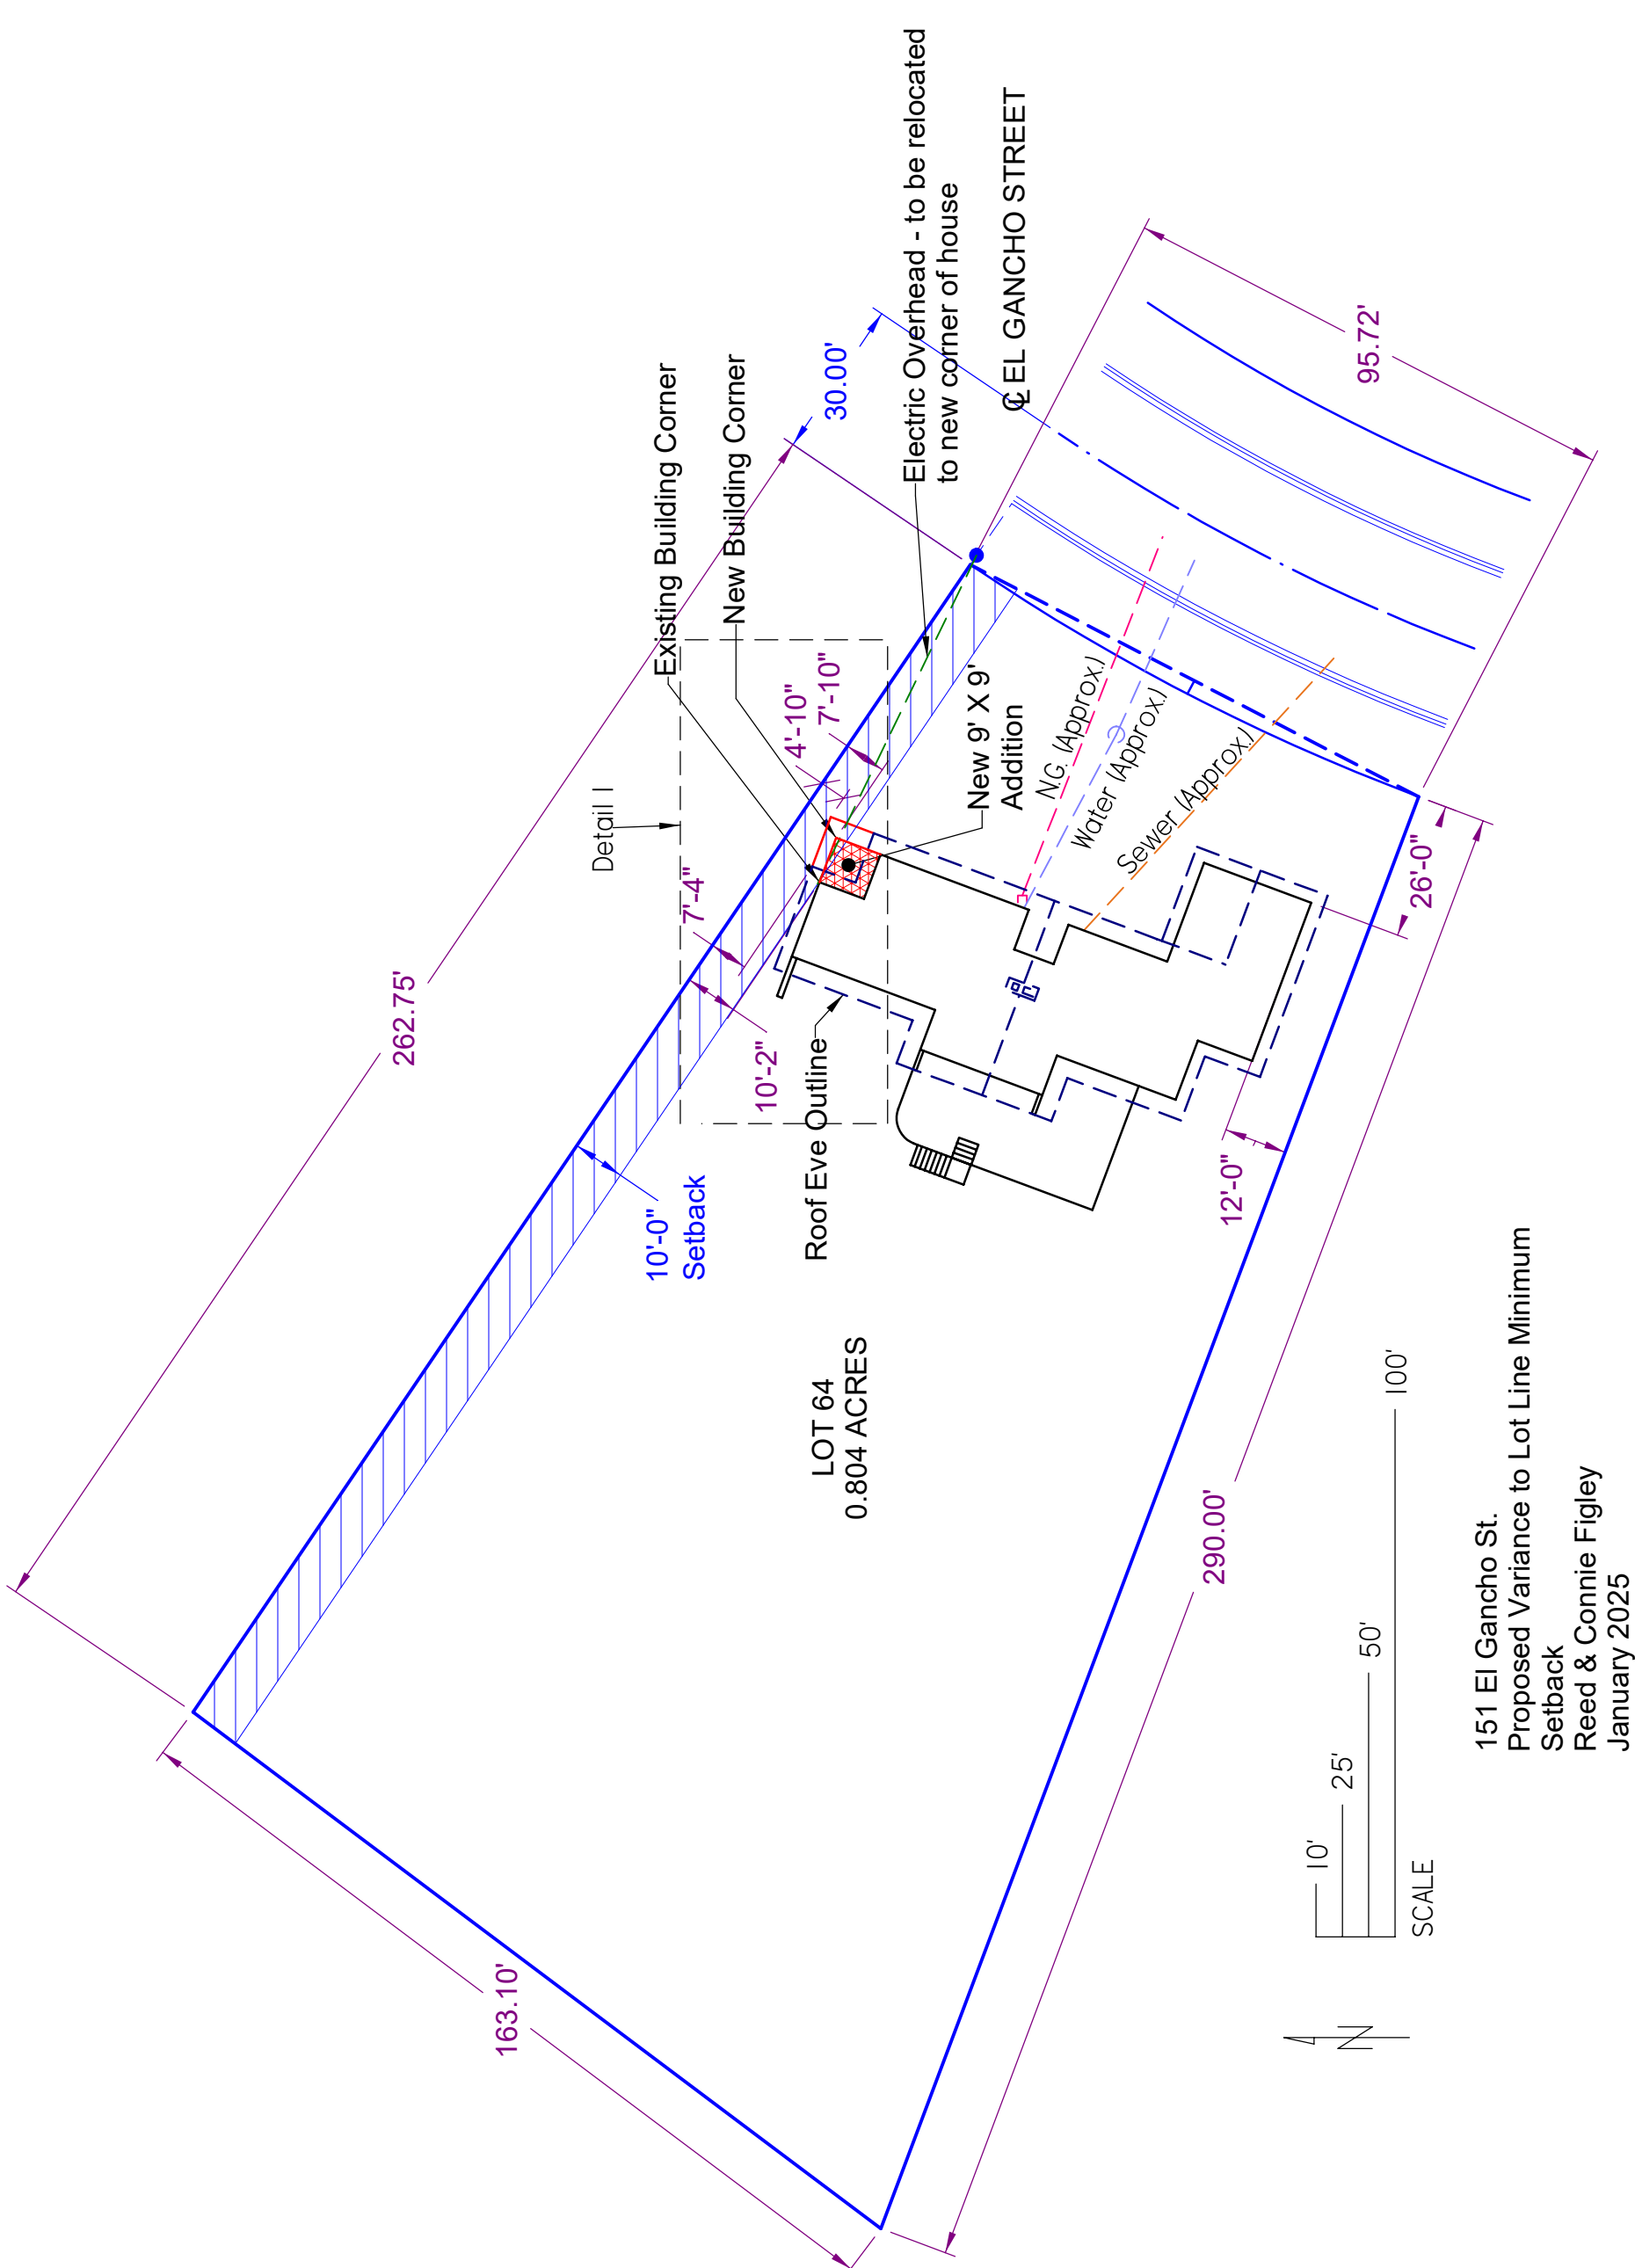 262.75'
30.00'
Electric Overhead - to be relocated
to new corner of house
℄ EL GANCHO STREET
95.72'
Existing Building Corner
New Building Corner
Detail 1
4'-10"
7'-10"
7'-4"
10'-2"
New 9' X 9'
Addition
N.G. (Approx.)
Water (Approx.)
Sewer (Approx.)
26'-0"
Roof Eve Outline
10'-0"
Setback
12'-0"
LOT 64
0.804 ACRES
290.00'
163.10'
10'
25'
50'
100'
SCALE
N
151 El Gancho St.
Proposed Variance to Lot Line Minimum
Setback
Reed & Connie Figley
January 2025